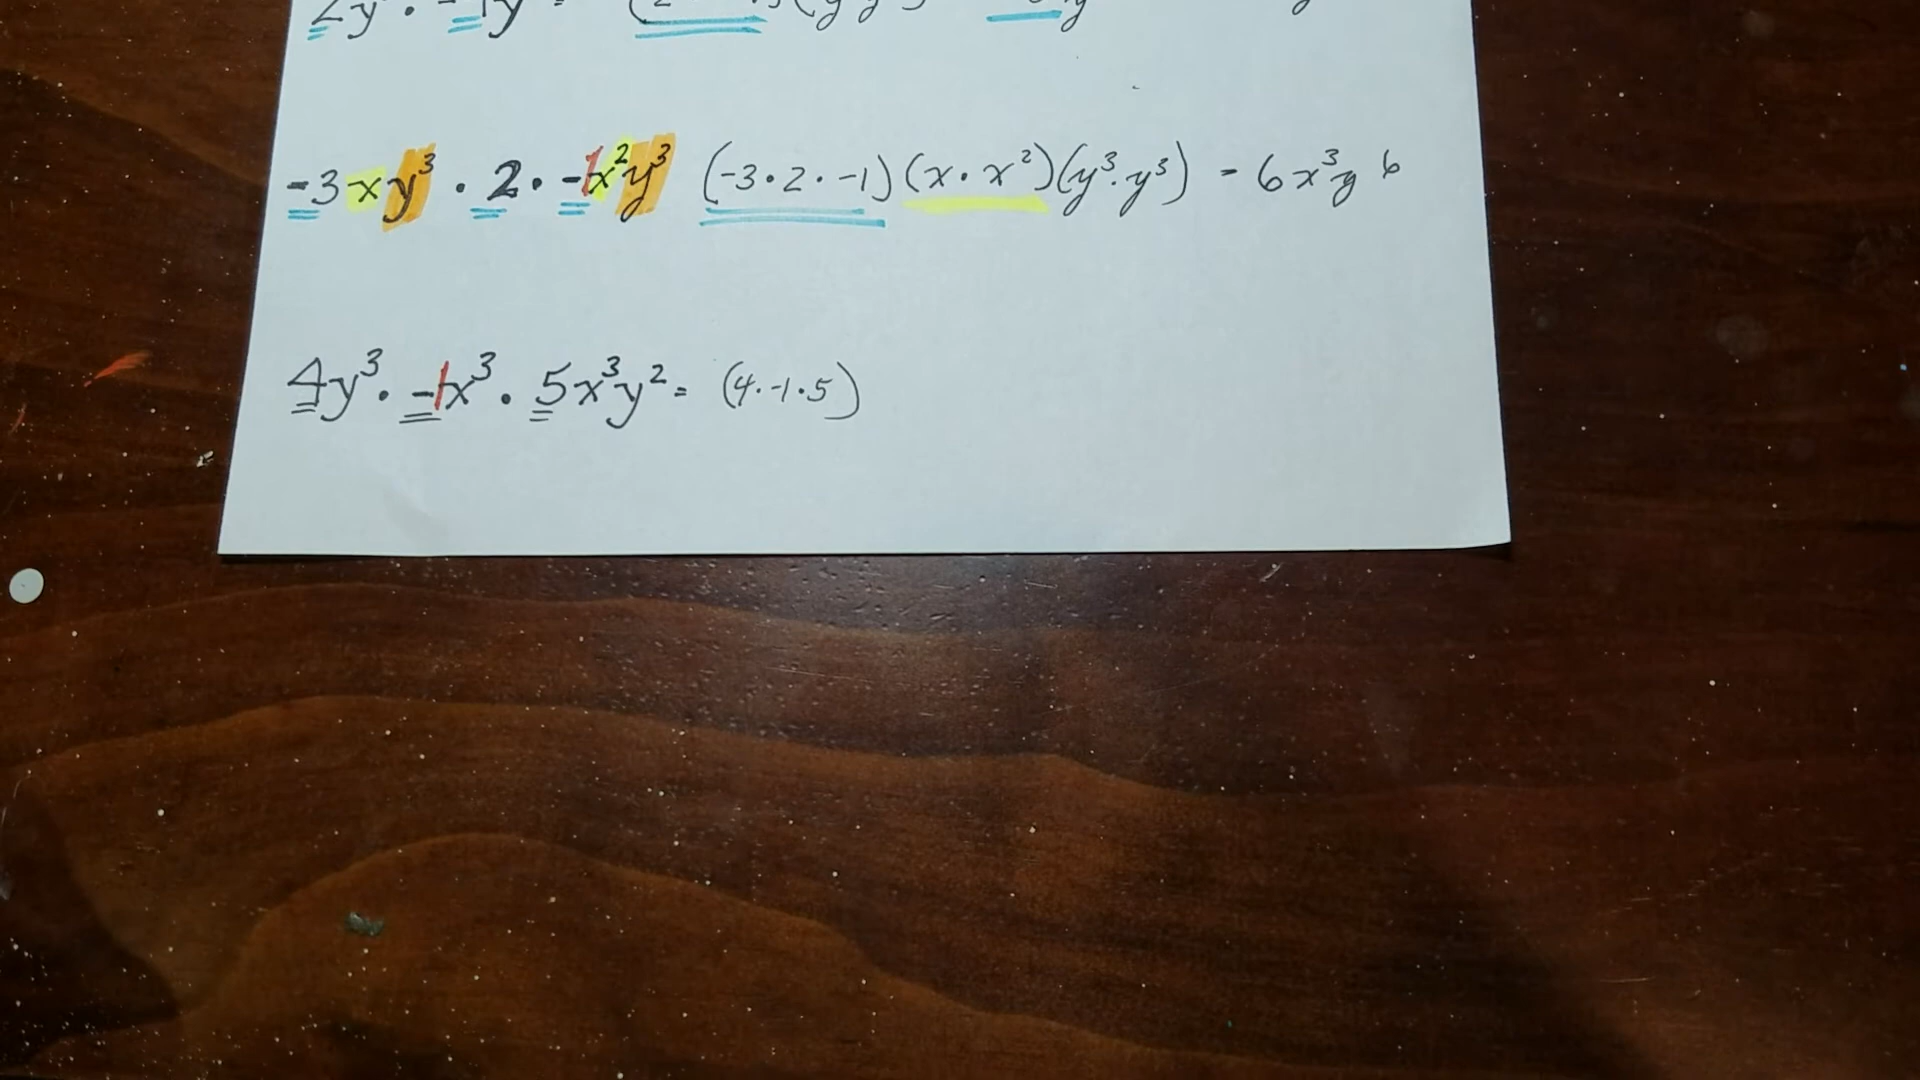 -3xy³ · 2 · -1x²y³ (-3·2·-1)(x·x²)(y³·y³) - 6x³y⁶
4y³ · -1x³ · 5x³y² = (4·-1·5)